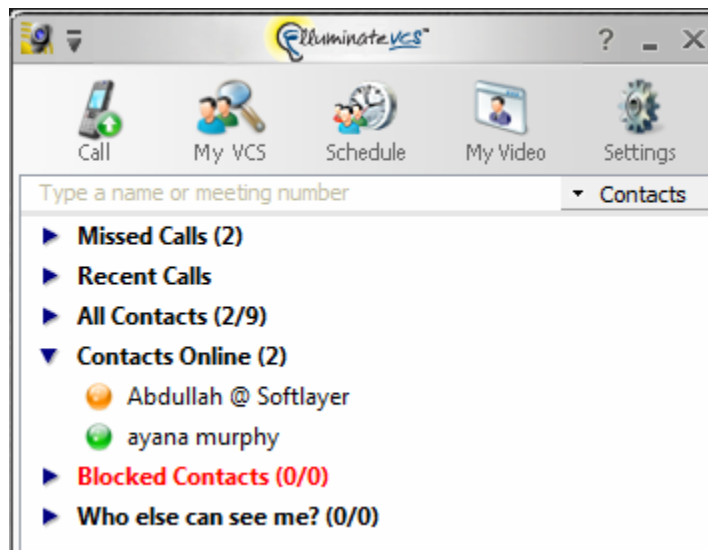 elluminate vcs™
? _ X
Call My VCS Schedule My Video Settings
Type a name or meeting number Contacts
Missed Calls (2)
Recent Calls
All Contacts (2/9)
Contacts Online (2)
Abdullah @ Softlayer
ayana murphy
Blocked Contacts (0/0)
Who else can see me? (0/0)